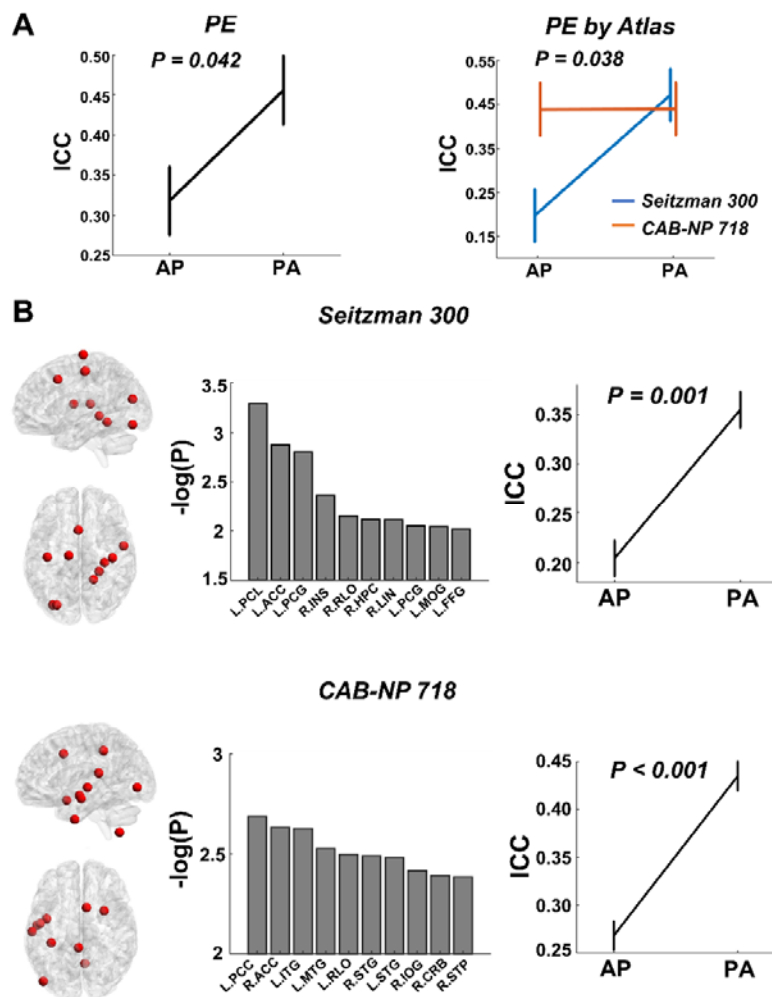 A
PE
PE by Atlas
P = 0.042
P = 0.038
0.50
0.45
0.40
0.35
0.30
0.25
ICC
AP
PA
0.55
0.45
0.35
0.25
0.15
ICC
Seitzman 300
CAB-NP 718
AP
PA
B
Seitzman 300
3.5
3
2.5
2
1.5
-log(P)
L.PCL
L.ACC
L.PCG
R.INS
R.RLO
R.HPC
R.LIN
L.PCG
L.MOG
L.FFG
P = 0.001
0.35
0.30
0.25
0.20
ICC
AP
PA
CAB-NP 718
3
2.5
2
-log(P)
L.PCC
R.ACC
L.ITG
L.MTG
L.RLO
R.STG
L.STG
R.IOG
R.CRB
R.STP
P < 0.001
0.45
0.40
0.35
0.30
0.25
ICC
AP
PA